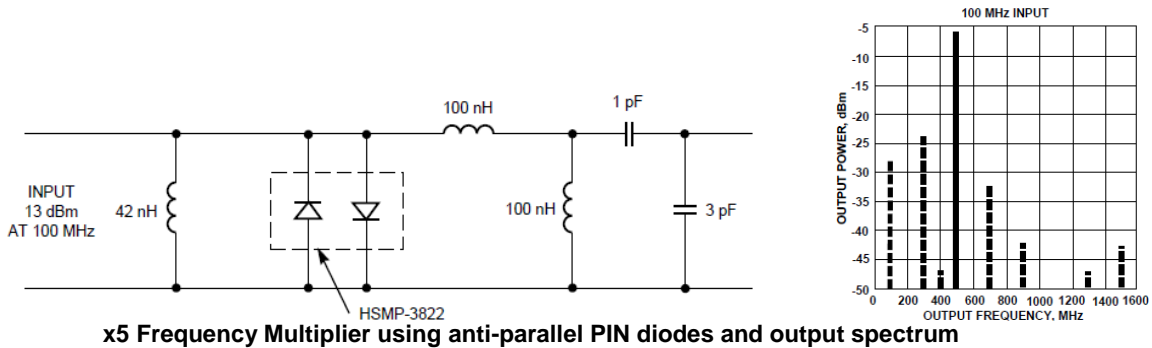 100 MHz INPUT
-5
-10
-15
-20
-25
-30
-35
-40
-45
-50
OUTPUT POWER, dBm
0 200 400 600 800 1000 1200 1400 1600
OUTPUT FREQUENCY, MHz
100 nH
1 pF
INPUT
13 dBm
AT 100 MHz
42 nH
100 nH
3 pF
HSMP-3822
x5 Frequency Multiplier using anti-parallel PIN diodes and output spectrum